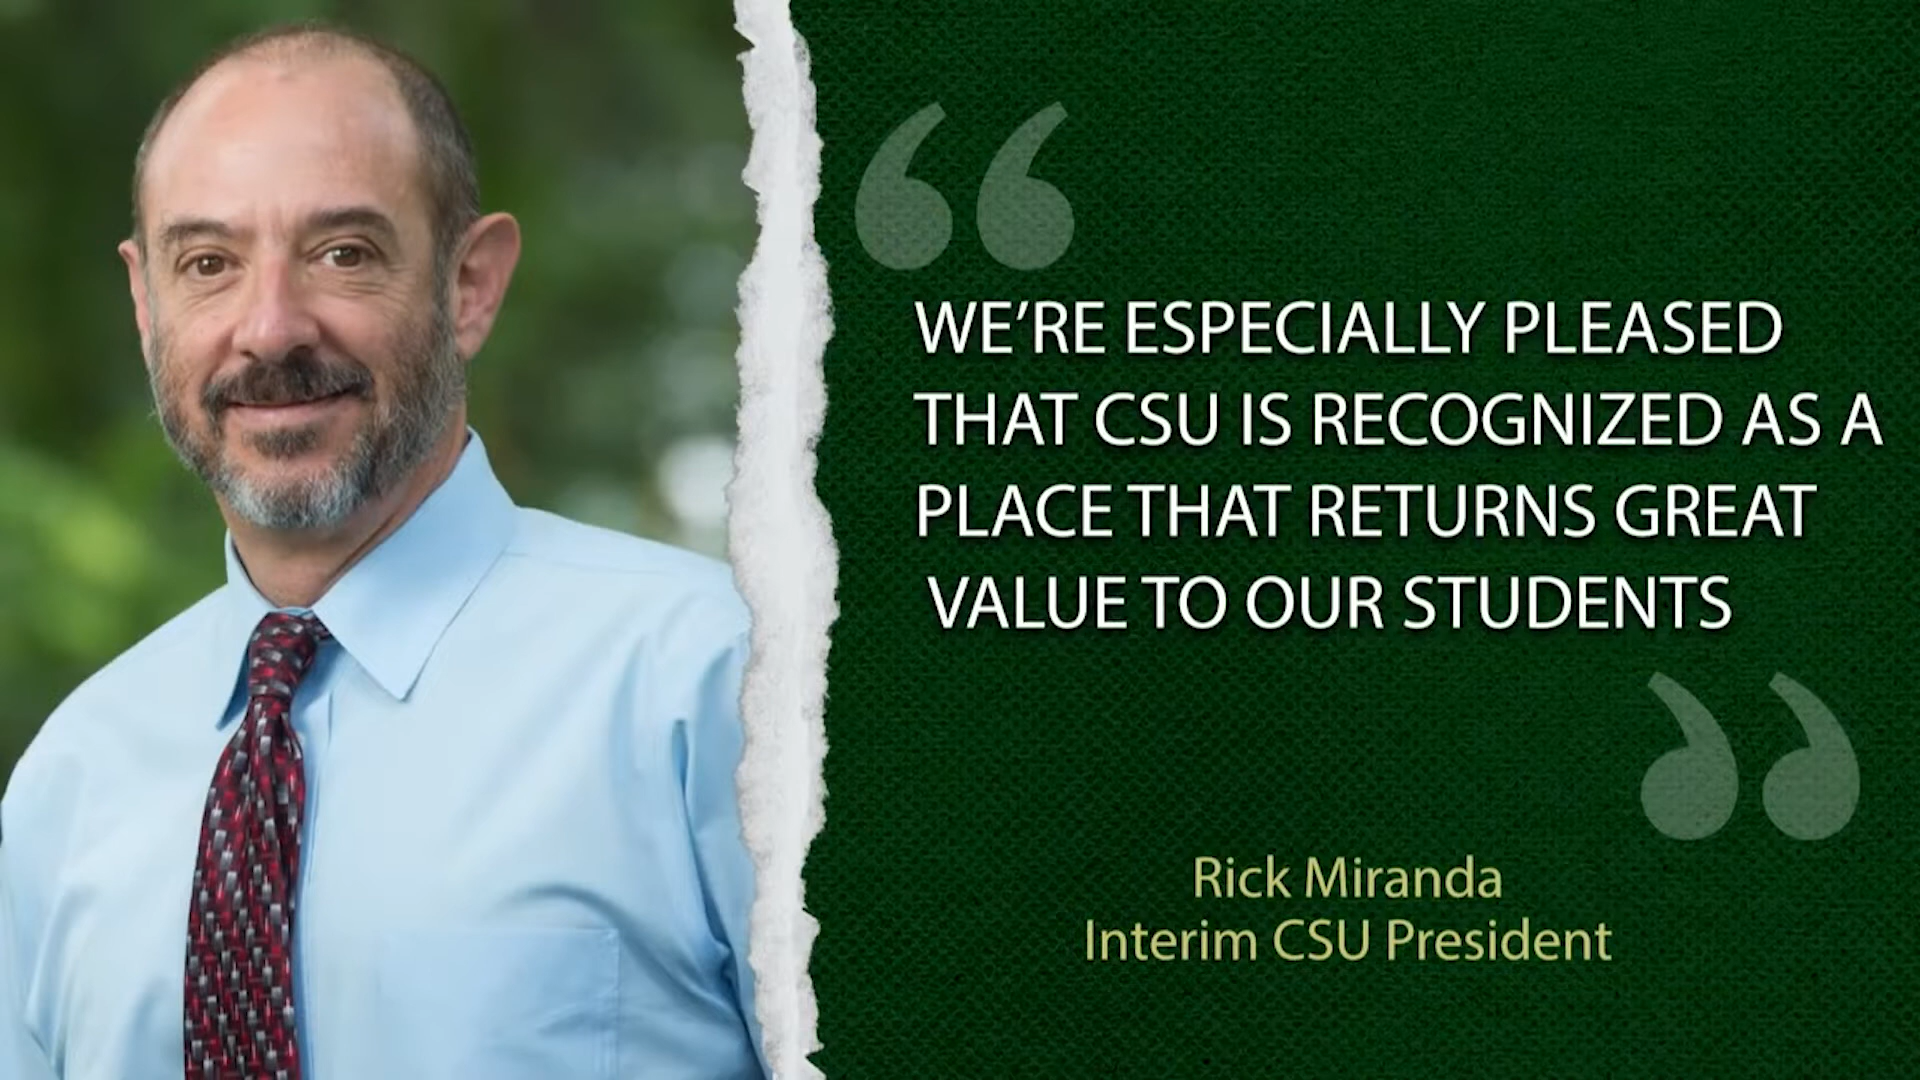 WE’RE ESPECIALLY PLEASED
THAT CSU IS RECOGNIZED AS A
PLACE THAT RETURNS GREAT
VALUE TO OUR STUDENTS
Rick Miranda
Interim CSU President